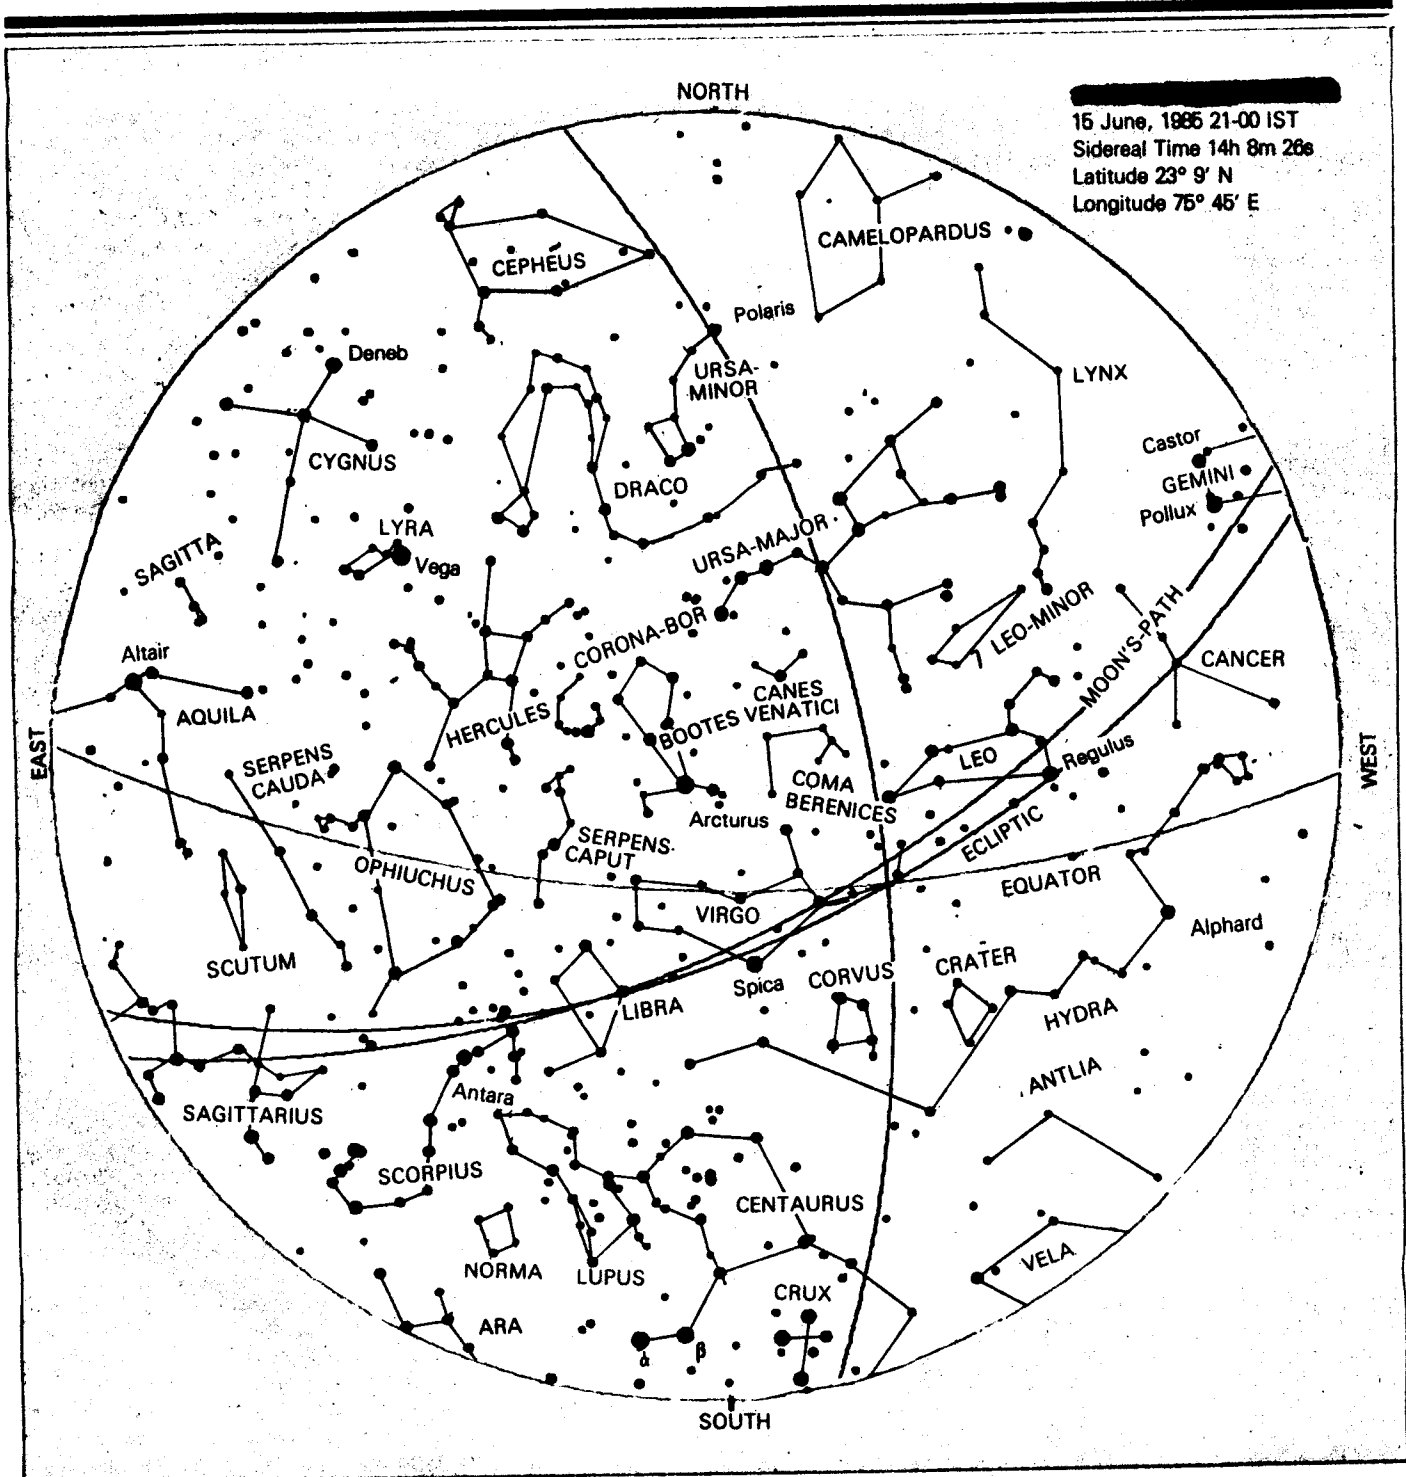 NORTH
15 June, 1985 21-00 IST
Sidereal Time 14h 8m 26s
Latitude 23° 9′ N
Longitude 75° 45′ E
CAMELOPARDUS
CEPHEUS
Polaris
Deneb
URSA-
MINOR
LYNX
Castor
CYGNUS
GEMINI
DRACO
Pollux
LYRA
URSA-MAJOR
SAGITTA
Vega
LEO-MINOR
CORONA-BOR
MOON'S-PATH
Altair
CANCER
CANES
VENATICI
AQUILA
HERCULES
BOOTES
EAST
WEST
SERPENS
CAUDA
LEO
Regulus
COMA
BERENICES
Arcturus
SERPENS-
CAPUT
ECLIPTIC
OPHIUCHUS
EQUATOR
VIRGO
Alphard
SCUTUM
CRATER
CORVUS
Spica
LIBRA
HYDRA
ANTLIA
Antara
SAGITTARIUS
SCORPIUS
CENTAURUS
NORMA
LUPUS
VELA
CRUX
ARA
α
β
SOUTH